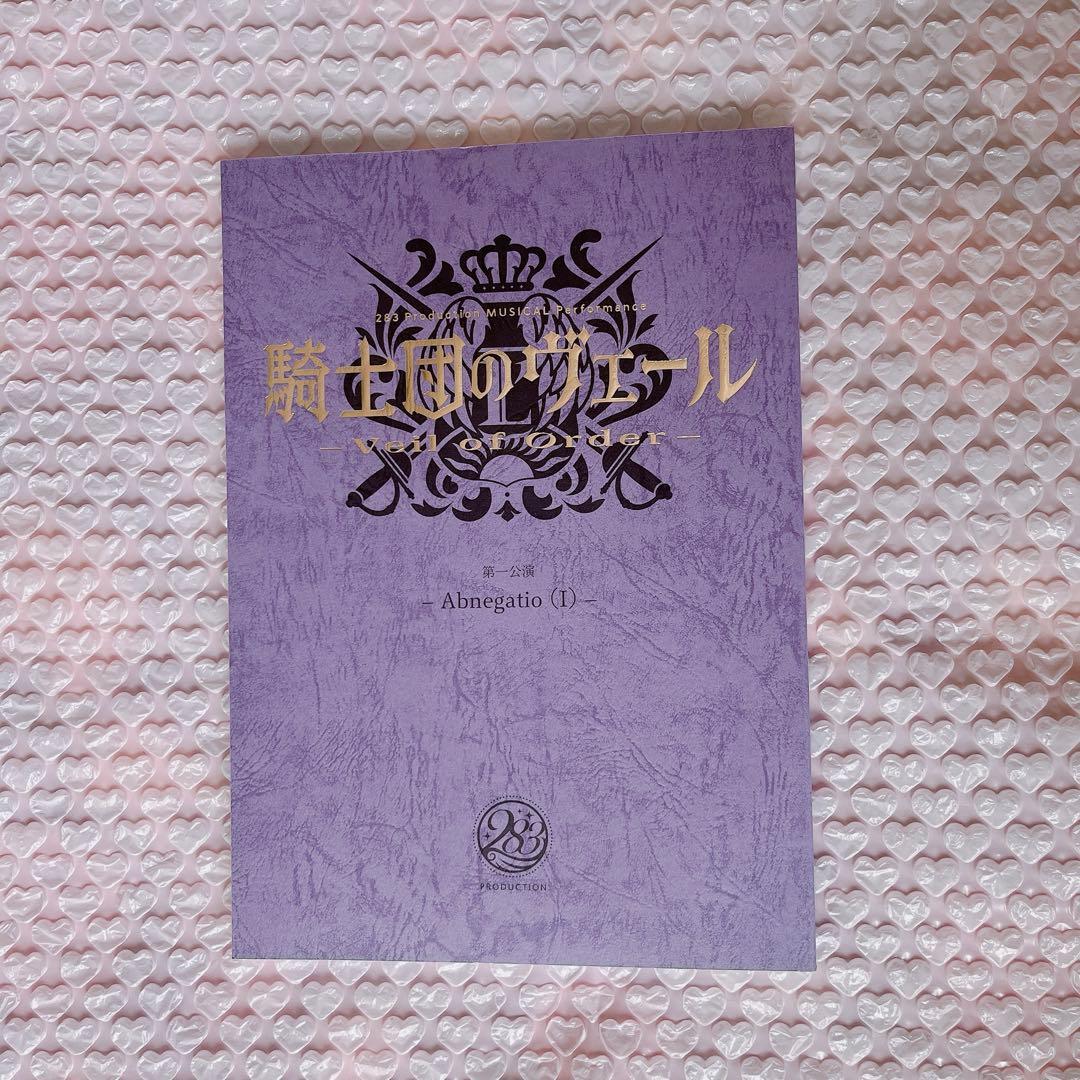 283 Production MUSICAL Performance
騎士団のヴェール
– Veil of Order –
L
第一公演
– Abnegatio (I) –
283
PRODUCTION